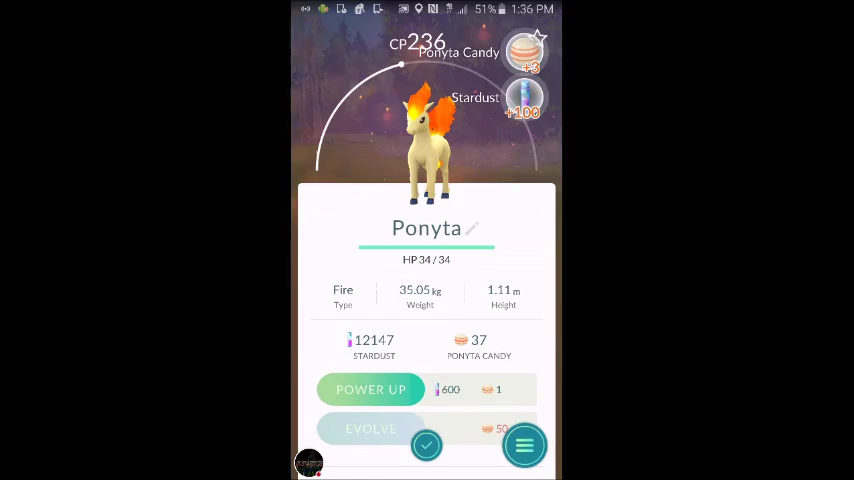 51% 1:36 PM
CP236
Ponyta Candy
+3
Stardust
+100
Ponyta
HP 34 / 34
Fire 35.05 kg 1.11 m
Type Weight Height
12147 37
STARDUST PONYTA CANDY
POWER UP 600 1
EVOLVE 50